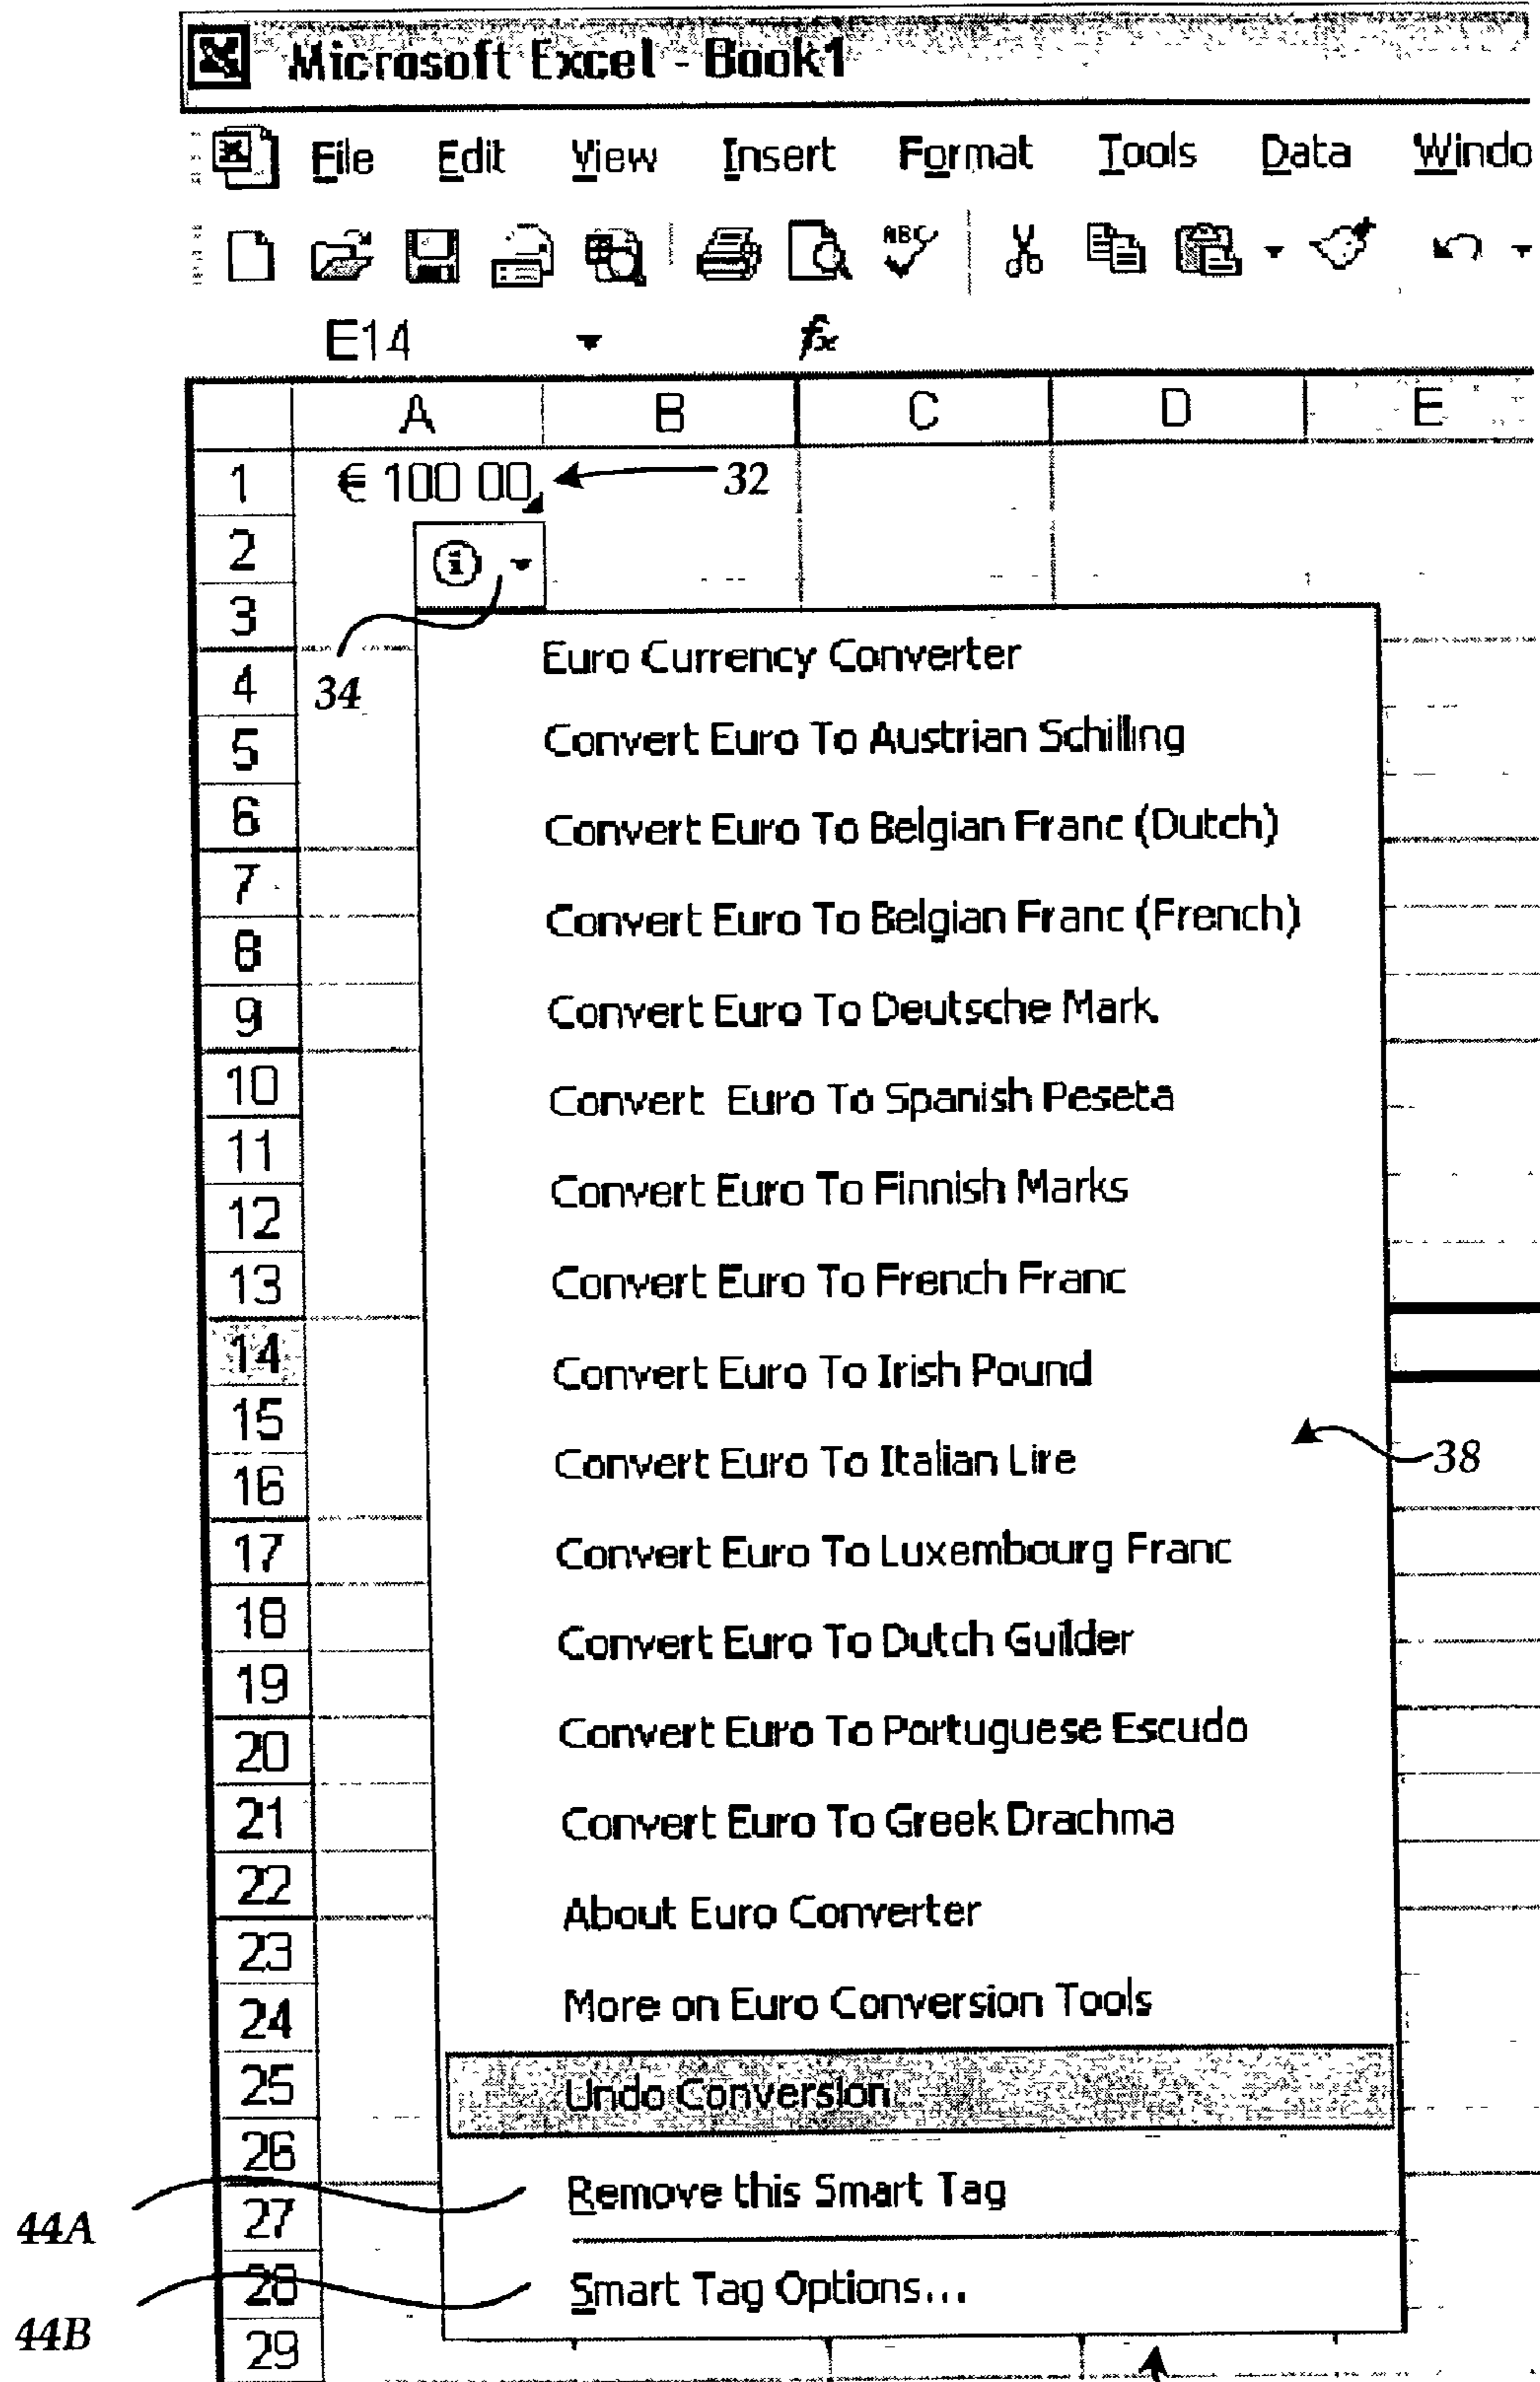 Microsoft Excel - Book1
File Edit View Insert Format Tools Data Windo
ABC
E14 fx
A B C D E
1 € 100 00 32
2 i
3
Euro Currency Converter
4 34
5 Convert Euro To Austrian Schilling
6 Convert Euro To Belgian Franc (Dutch)
7
8 Convert Euro To Belgian Franc (French)
9 Convert Euro To Deutsche Mark
10 Convert Euro To Spanish Peseta
11
12 Convert Euro To Finnish Marks
13 Convert Euro To French Franc
14 Convert Euro To Irish Pound
15
16 Convert Euro To Italian Lire 38
17 Convert Euro To Luxembourg Franc
18 Convert Euro To Dutch Guilder
19
20 Convert Euro To Portuguese Escudo
21 Convert Euro To Greek Drachma
22 About Euro Converter
23
24 More on Euro Conversion Tools
25 Undo Conversion
26
Remove this Smart Tag
44A 27
28 Smart Tag Options...
44B 29